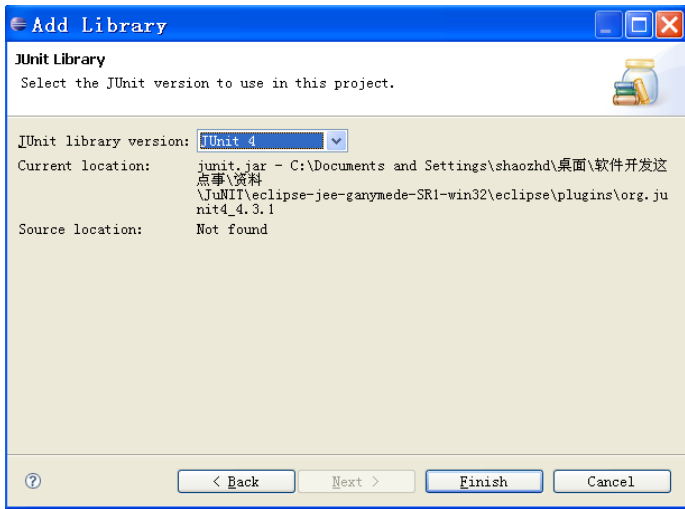 Add Library
JUnit Library
Select the JUnit version to use in this project.
JUnit library version: JUnit 4
Current location: junit.jar - C:\Documents and Settings\shaozhd\桌面\软件开发这
点事\资料
\JuNIT\eclipse-jee-ganymede-SR1-win32\eclipse\plugins\org.ju
nit4_4.3.1
Source location: Not found
? < Back Next > Finish Cancel